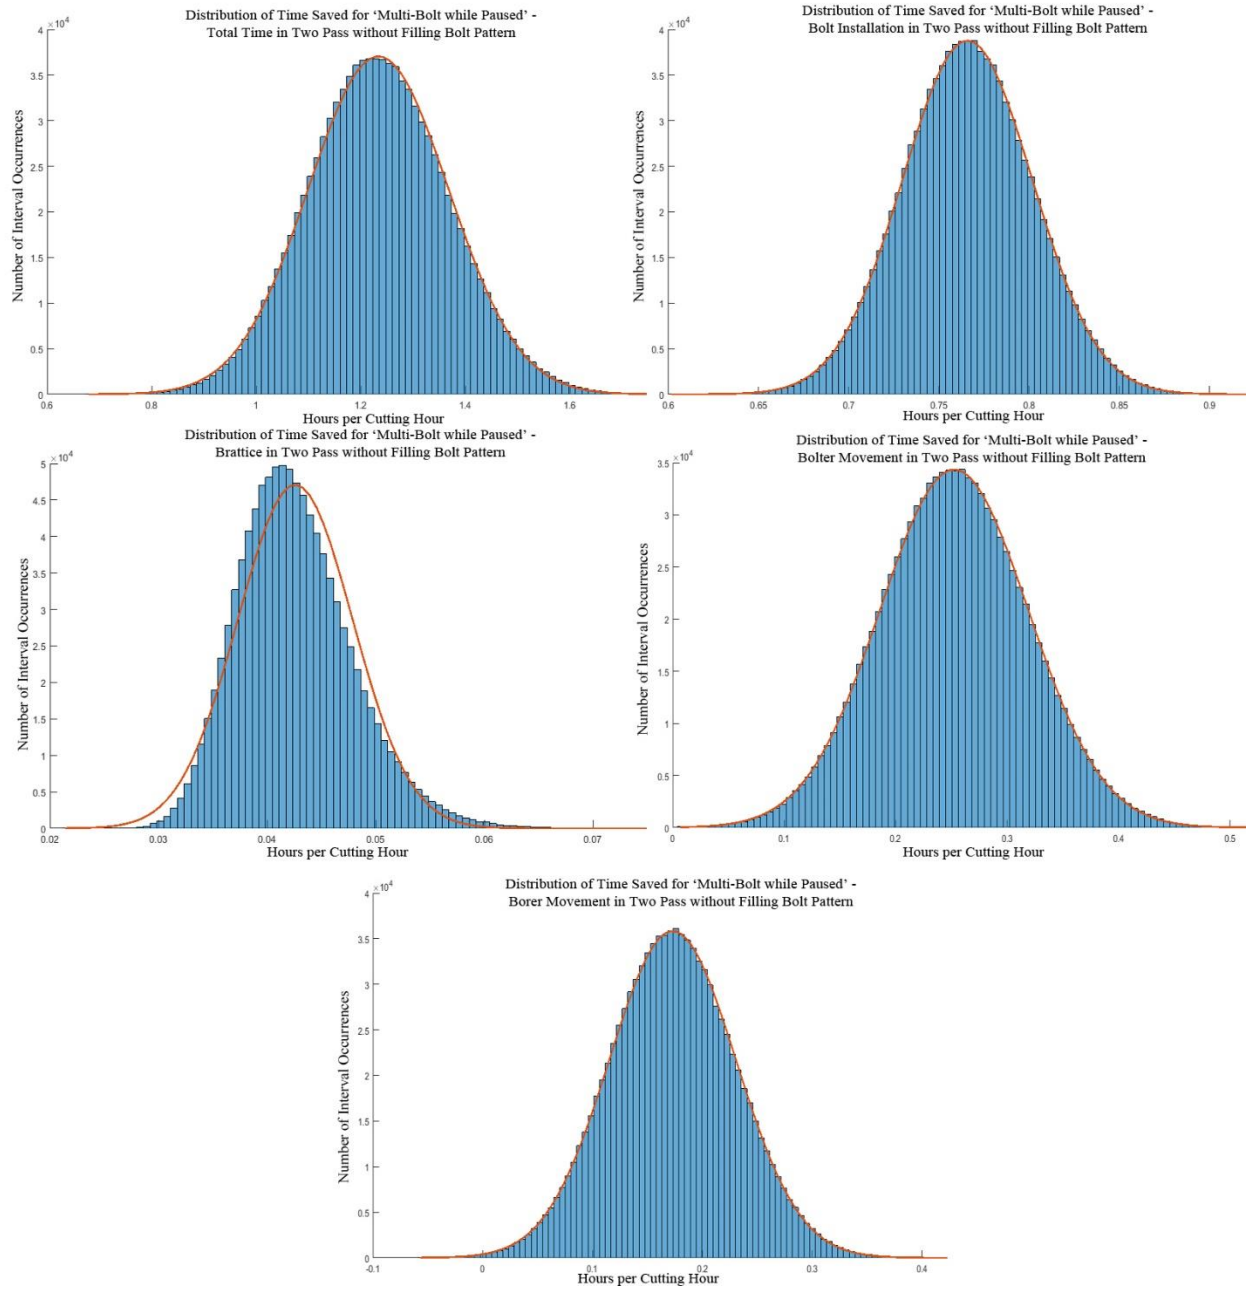 Distribution of Time Saved for ‘Multi-Bolt while Paused’ -
Total Time in Two Pass without Filling Bolt Pattern
×10⁴
4
3.5
3
2.5
2
1.5
1
0.5
0
Number of Interval Occurrences
0.6 0.8 1 1.2 1.4 1.6
Hours per Cutting Hour
Distribution of Time Saved for ‘Multi-Bolt while Paused’ -
Bolt Installation in Two Pass without Filling Bolt Pattern
×10⁴
4
3.5
3
2.5
2
1.5
1
0.5
0
Number of Interval Occurrences
0.6 0.65 0.7 0.75 0.8 0.85 0.9
Hours per Cutting Hour
Distribution of Time Saved for ‘Multi-Bolt while Paused’ -
Brattice in Two Pass without Filling Bolt Pattern
×10⁴
5
4.5
4
3.5
3
2.5
2
1.5
1
0.5
0
Number of Interval Occurrences
0.02 0.03 0.04 0.05 0.06 0.07
Hours per Cutting Hour
Distribution of Time Saved for ‘Multi-Bolt while Paused’ -
Bolter Movement in Two Pass without Filling Bolt Pattern
×10⁴
3.5
3
2.5
2
1.5
1
0.5
0
Number of Interval Occurrences
0 0.1 0.2 0.3 0.4 0.5
Hours per Cutting Hour
Distribution of Time Saved for ‘Multi-Bolt while Paused’ -
Borer Movement in Two Pass without Filling Bolt Pattern
×10⁴
4
3.5
3
2.5
2
1.5
1
0.5
0
Number of Interval Occurrences
-0.1 0 0.1 0.2 0.3 0.4
Hours per Cutting Hour